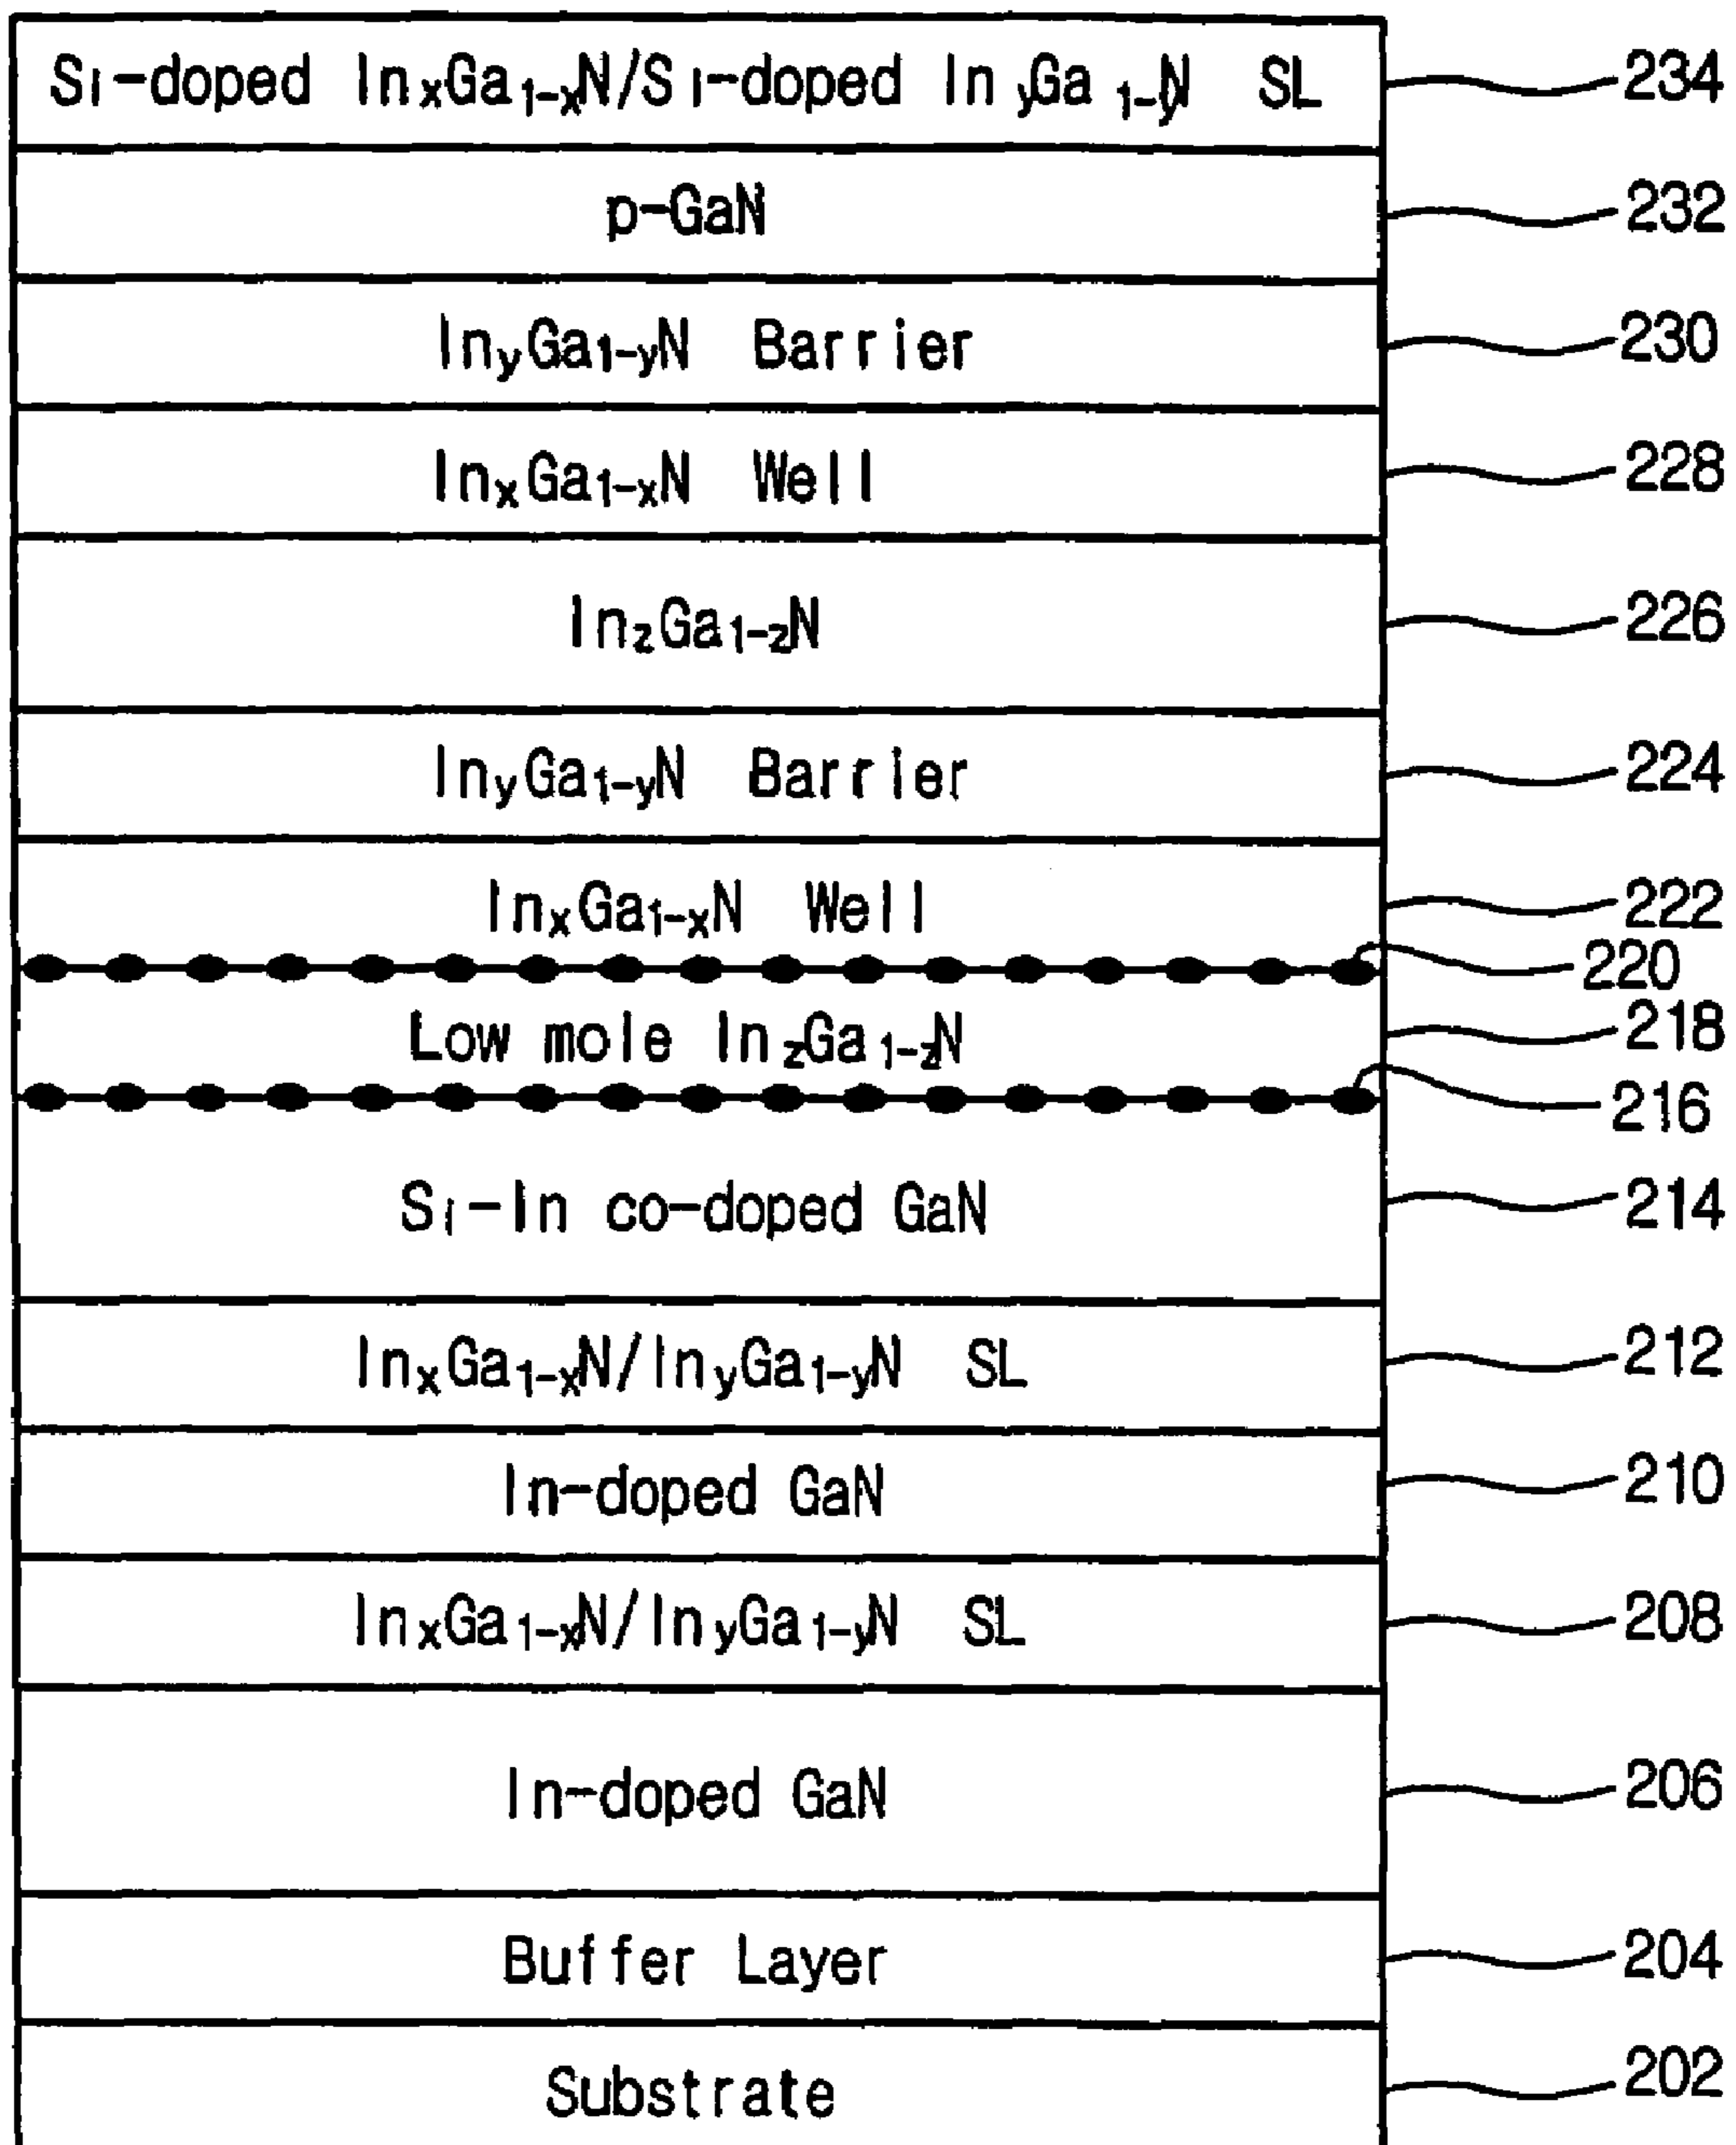 Si-doped InxGa1-xN/Si-doped InyGa1-yN SL 234
p-GaN 232
InyGa1-yN Barrier 230
InxGa1-xN Well 228
InzGa1-zN 226
InyGa1-yN Barrier 224
InxGa1-xN Well 222
220
Low mole InzGa1-zN 218
216
Si-In co-doped GaN 214
InxGa1-xN/InyGa1-yN SL 212
In-doped GaN 210
InxGa1-xN/InyGa1-yN SL 208
In-doped GaN 206
Buffer Layer 204
Substrate 202